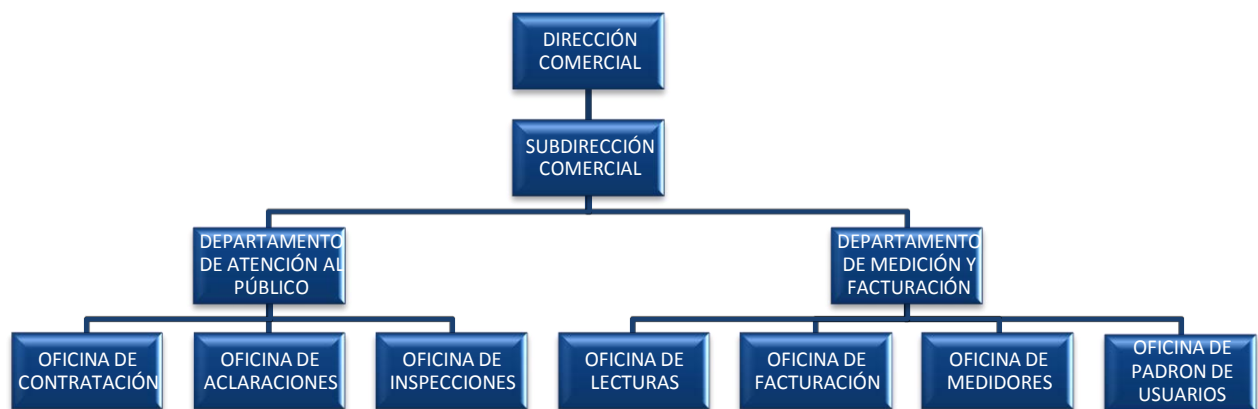 DIRECCIÓN
COMERCIAL
SUBDIRECCIÓN
COMERCIAL
DEPARTAMENTO
DE ATENCIÓN AL
PÚBLICO
DEPARTAMENTO
DE MEDICIÓN Y
FACTURACIÓN
OFICINA DE
CONTRATACIÓN
OFICINA DE
ACLARACIONES
OFICINA DE
INSPECCIONES
OFICINA DE
LECTURAS
OFICINA DE
FACTURACIÓN
OFICINA DE
MEDIDORES
OFICINA DE
PADRON DE
USUARIOS